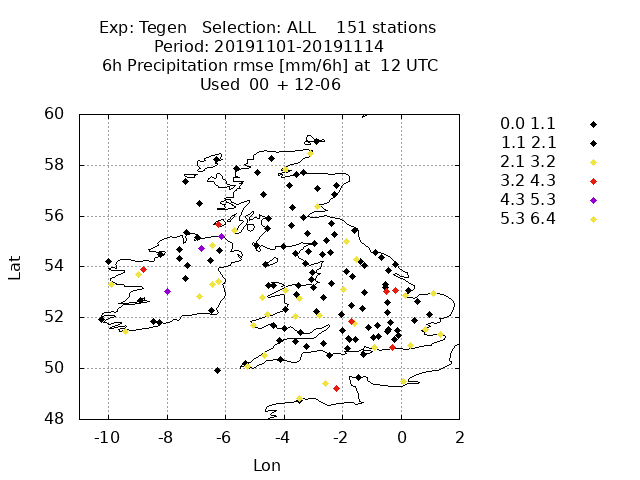 Exp: Tegen Selection: ALL 151 stations
Period: 20191101-20191114
6h Precipitation rmse [mm/6h] at 12 UTC
Used 00 + 12-06
60
58
56
54
52
50
48
-10 -8 -6 -4 -2 0 2
Lat
Lon
0.0 1.1
1.1 2.1
2.1 3.2
3.2 4.3
4.3 5.3
5.3 6.4